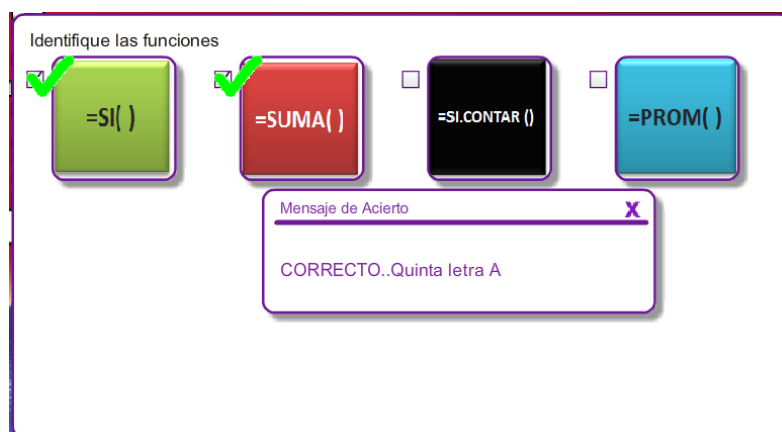 Identifique las funciones
=SI( )
=SUMA( )
=SI.CONTAR ()
=PROM( )
Mensaje de Acierto
X
CORRECTO..Quinta letra A